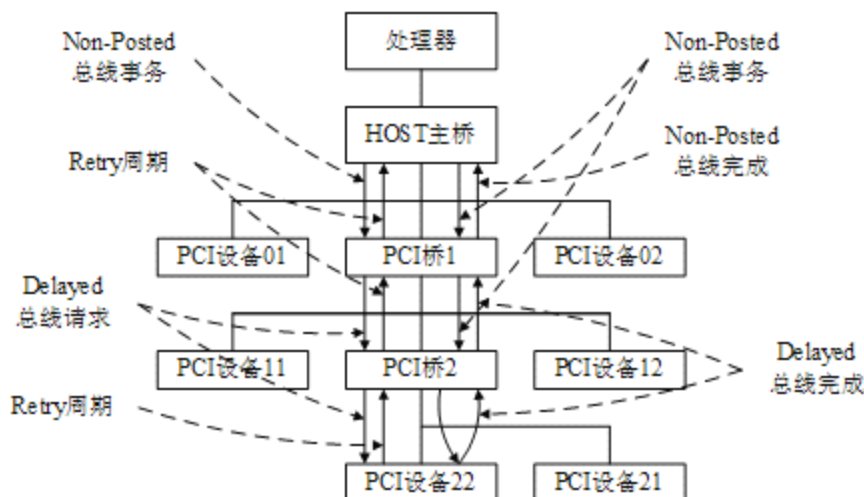 Non-Posted
总线事务
处理器
Non-Posted
总线事务
HOST主桥
Non-Posted
总线完成
Retry周期
PCI设备01
PCI桥1
PCI设备02
Delayed
总线请求
PCI设备11
PCI桥2
PCI设备12
Delayed
总线完成
Retry周期
PCI设备22
PCI设备21